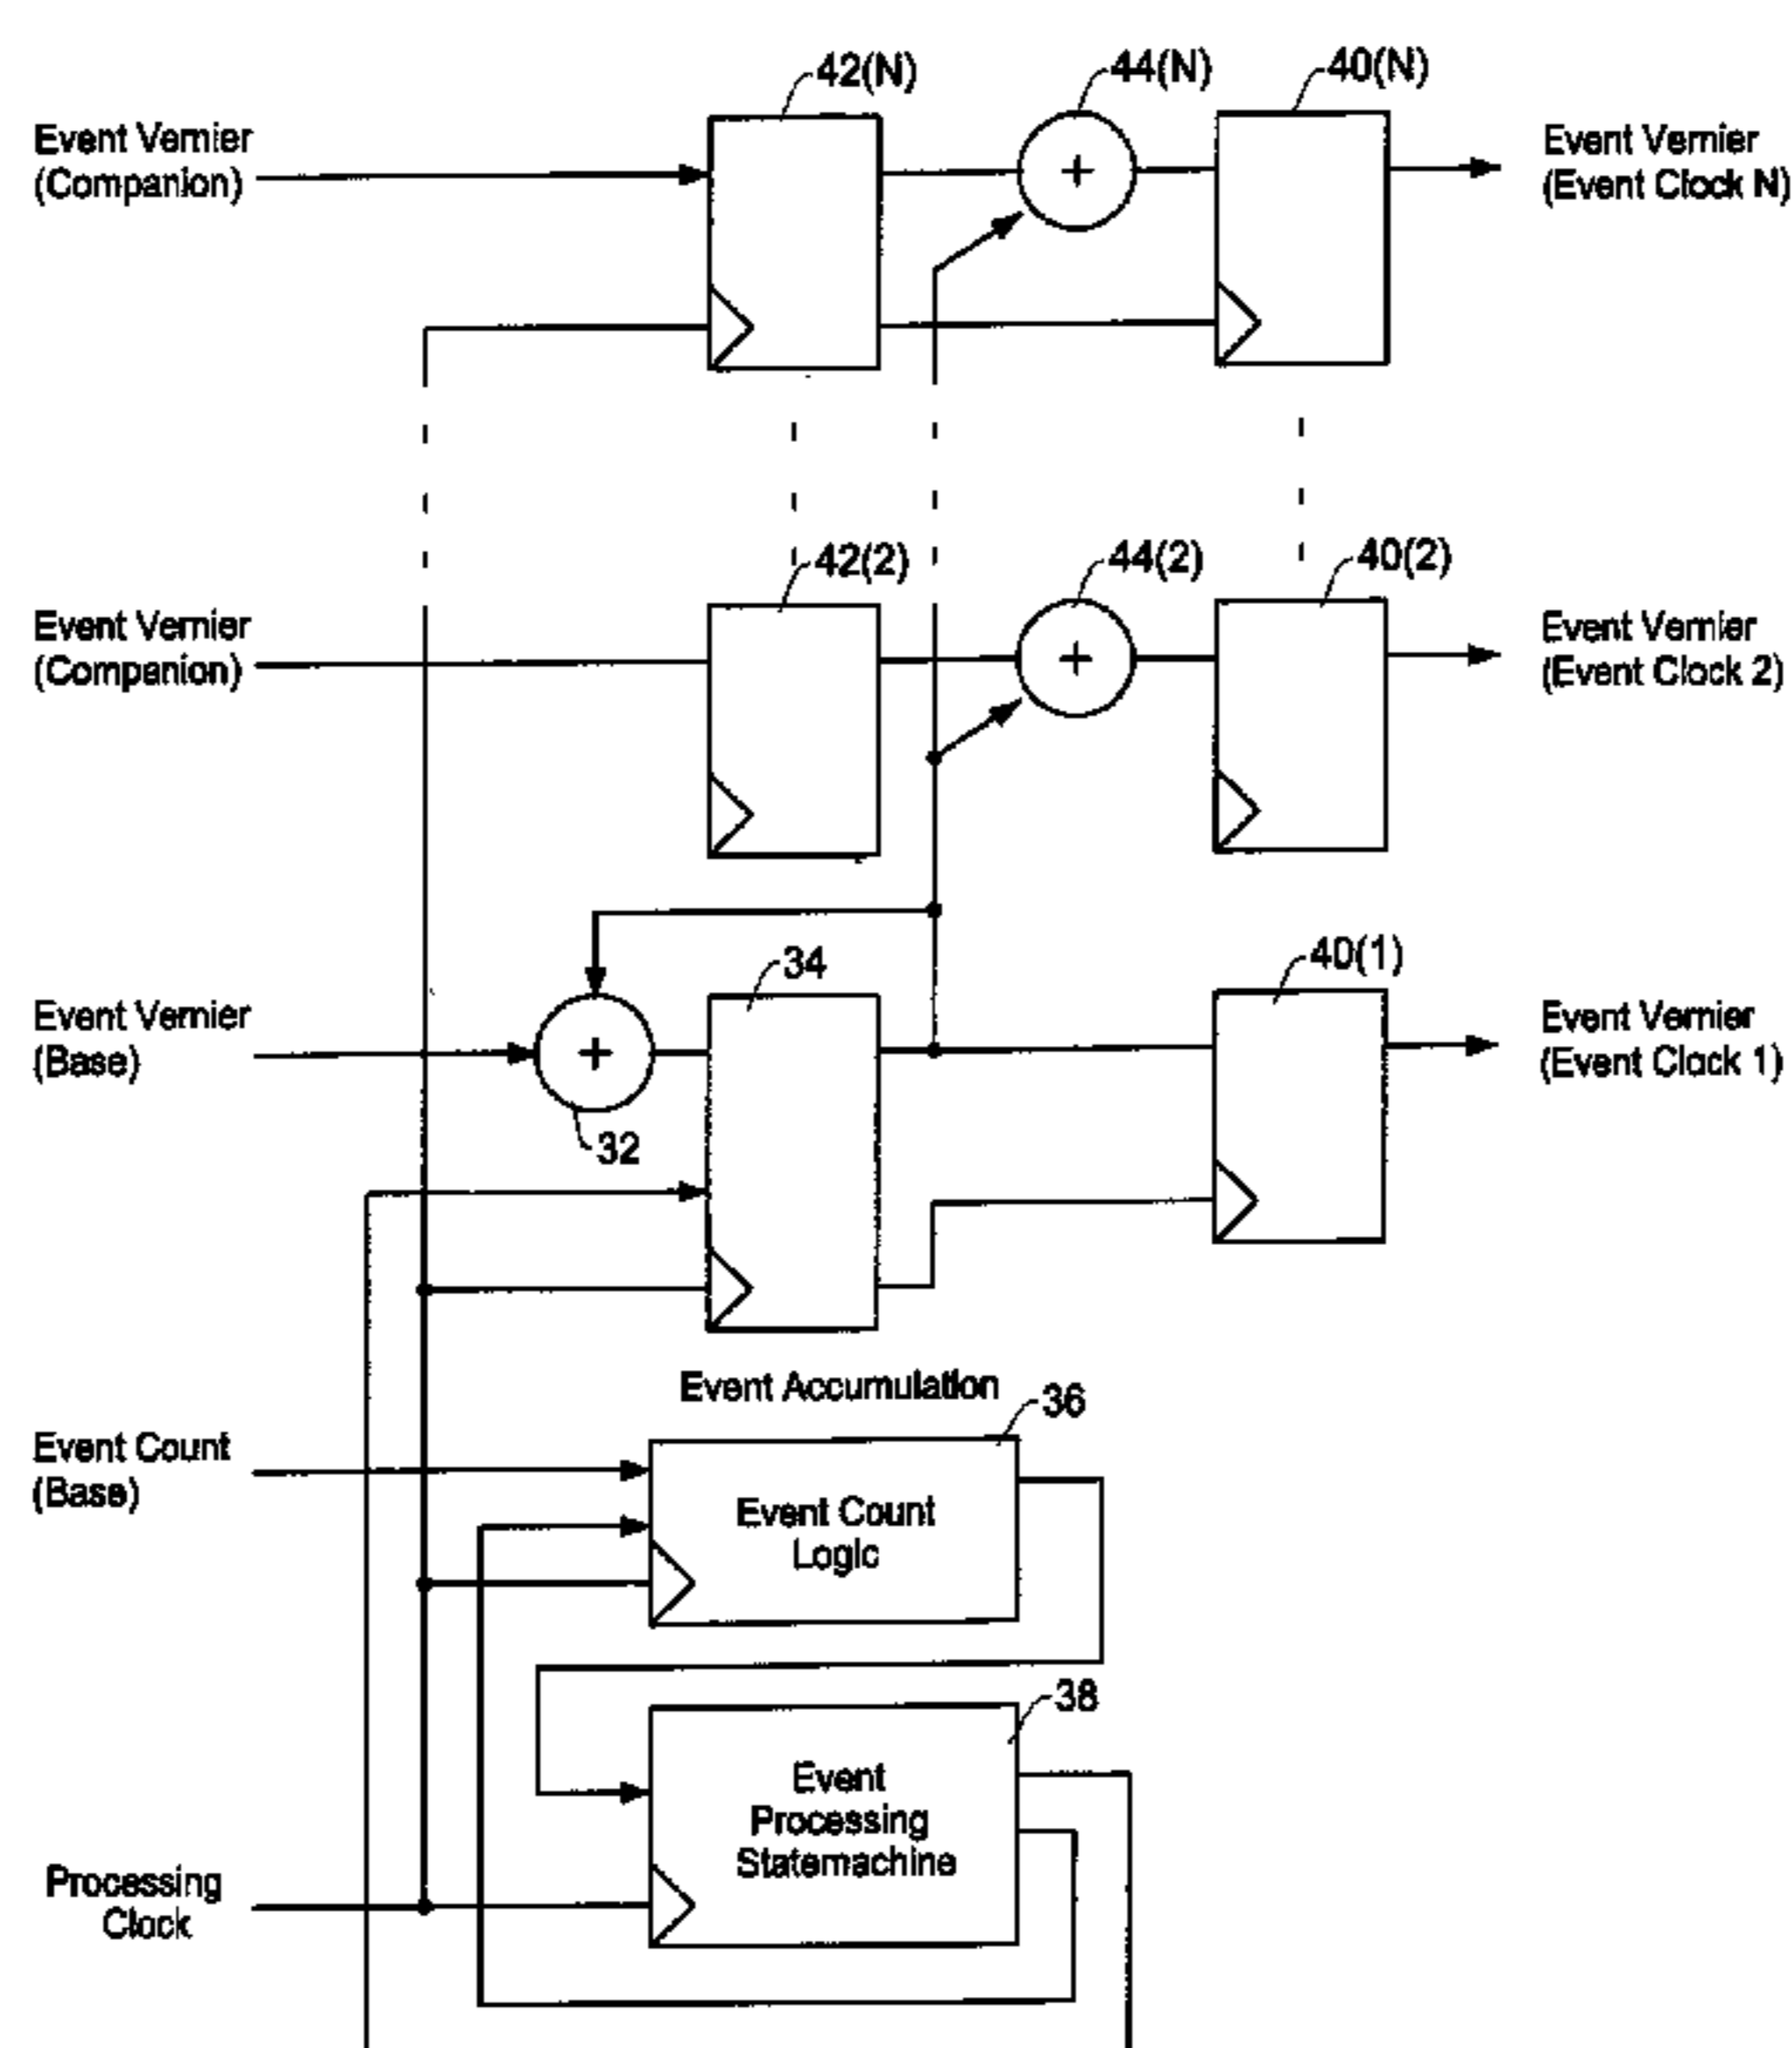 42(N)
44(N)
40(N)
Event Vernier
(Companion)
+
Event Vernier
(Event Clock N)
42(2)
44(2)
40(2)
Event Vernier
(Companion)
+
Event Vernier
(Event Clock 2)
34
40(1)
Event Vernier
(Base)
+
Event Vernier
(Event Clock 1)
32
Event Accumulation
36
Event Count
(Base)
Event Count
Logic
38
Event
Processing
Statemachine
Processing
Clock